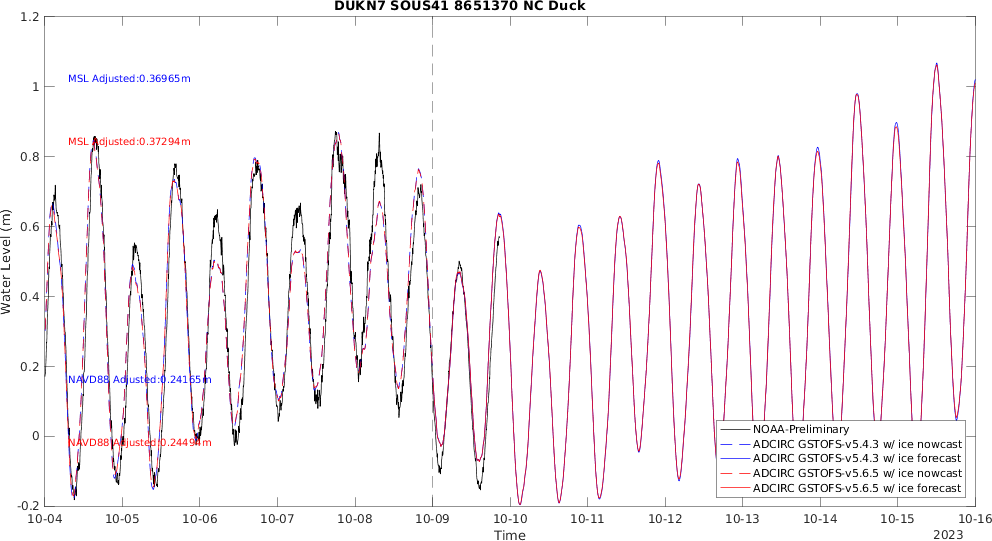 DUKN7 SOUS41 8651370 NC Duck
1.2
1
0.8
0.6
0.4
0.2
0
-0.2
Water Level (m)
MSL Adjusted:0.36965m
MSL Adjusted:0.37294m
NAVD88 Adjusted:0.24165m
NAVD88 Adjusted:0.24494m
NOAA-Preliminary
ADCIRC GSTOFS-v5.4.3 w/ ice nowcast
ADCIRC GSTOFS-v5.4.3 w/ ice forecast
ADCIRC GSTOFS-v5.6.5 w/ ice nowcast
ADCIRC GSTOFS-v5.6.5 w/ ice forecast
10-04 10-05 10-06 10-07 10-08 10-09 10-10 10-11 10-12 10-13 10-14 10-15 10-16
Time
2023